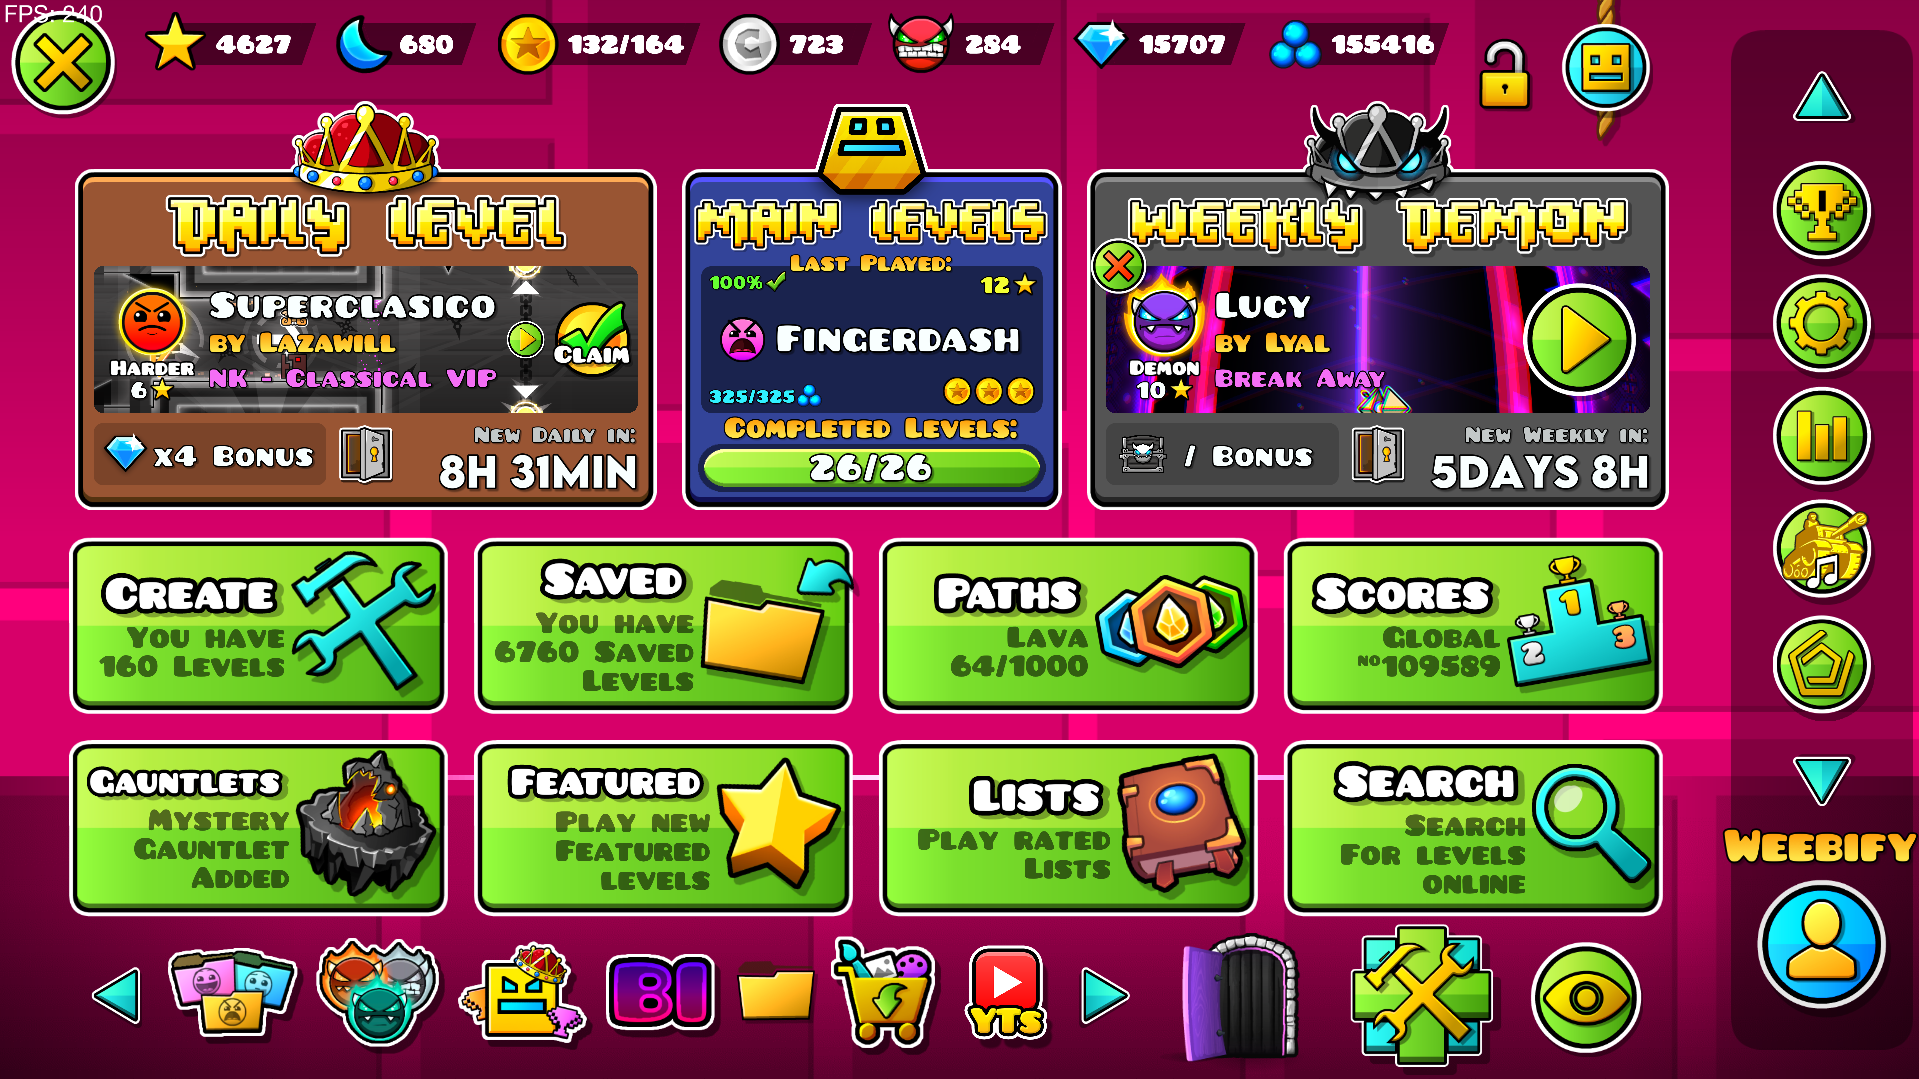 FPS: 240
4627
680
132/164
723
284
15707
155416
Daily Level
Superclasico
by Lazawill
NK - Classical VIP
Harder
6
Claim
x4 Bonus
New Daily in:
8h 31min
Main Levels
Last Played:
100%
12
Fingerdash
325/325
Completed Levels:
26/26
Weekly Demon
Lucy
by Lyal
Break Away
Demon
10
/ Bonus
New Weekly in:
5days 8h
Create
You have
160 Levels
Saved
You have
6760 Saved
Levels
Paths
Lava
64/1000
Scores
Global
No109589
1
2
3
Gauntlets
Mystery
Gauntlet
Added
Featured
Play new
Featured
levels
Lists
Play rated
Lists
Search
Search
For levels
online
Weebify
BI
YTs